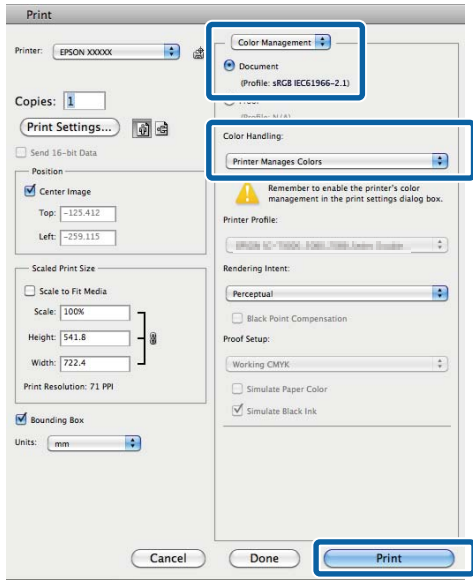 Print
Printer: EPSON XXXXX
Copies: 1
Print Settings...
Send 16-bit Data
Position
Center Image
Top: -125.412
Left: -259.115
Scaled Print Size
Scale to Fit Media
Scale: 100%
Height: 541.8
Width: 722.4
Print Resolution: 71 PPI
Bounding Box
Units: mm
Color Management
Document
(Profile: sRGB IEC61966-2.1)
Color Handling:
Printer Manages Colors
Remember to enable the printer's color
management in the print settings dialog box.
Printer Profile:
Rendering Intent:
Perceptual
Black Point Compensation
Proof Setup:
Working CMYK
Simulate Paper Color
Simulate Black Ink
Cancel
Done
Print